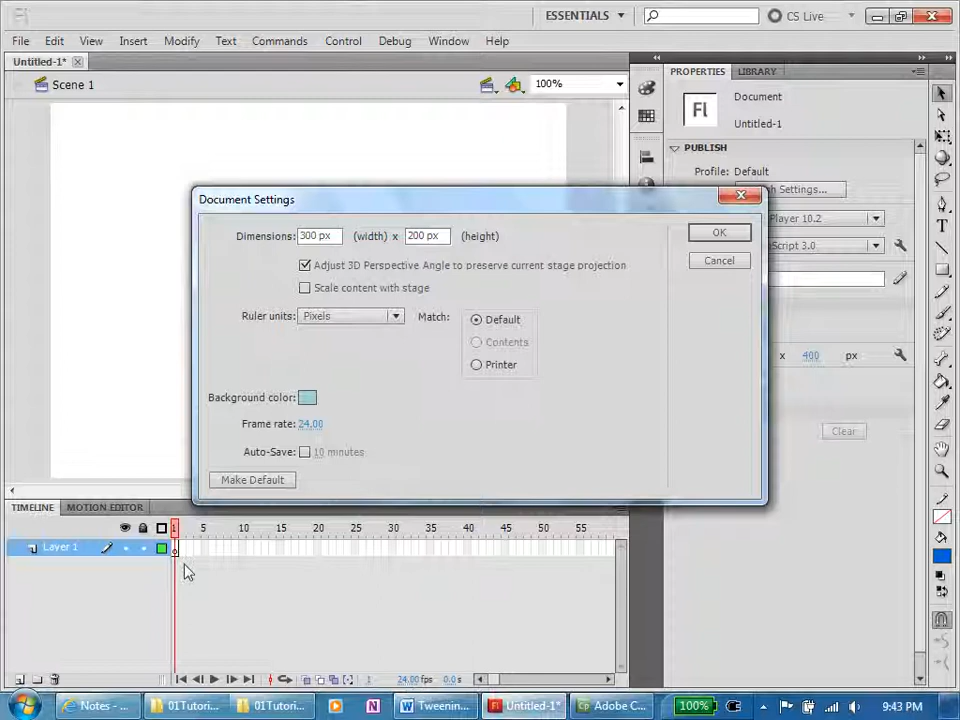 Fl
ESSENTIALS
CS Live
File Edit View Insert Modify Text Commands Control Debug Window Help
Untitled-1*
Scene 1
100%
PROPERTIES LIBRARY
Fl
Document
Untitled-1
PUBLISH
Profile: Default
h Settings...
Player 10.2
Script 3.0
x 400 px
Clear
Document Settings
Dimensions: 300 px (width) x 200 px (height)
OK
Adjust 3D Perspective Angle to preserve current stage projection
Cancel
Scale content with stage
Ruler units: Pixels
Match: Default
Contents
Printer
Background color:
Frame rate: 24.00
Auto-Save: 10 minutes
Make Default
TIMELINE MOTION EDITOR
1 5 10 15 20 25 30 35 40 45 50 55
Layer 1
1 24.00 fps 0.0 s
Notes - ...
01Tutori...
01Tutori...
Tweenin...
Untitled-1*
Adobe C...
100%
9:43 PM